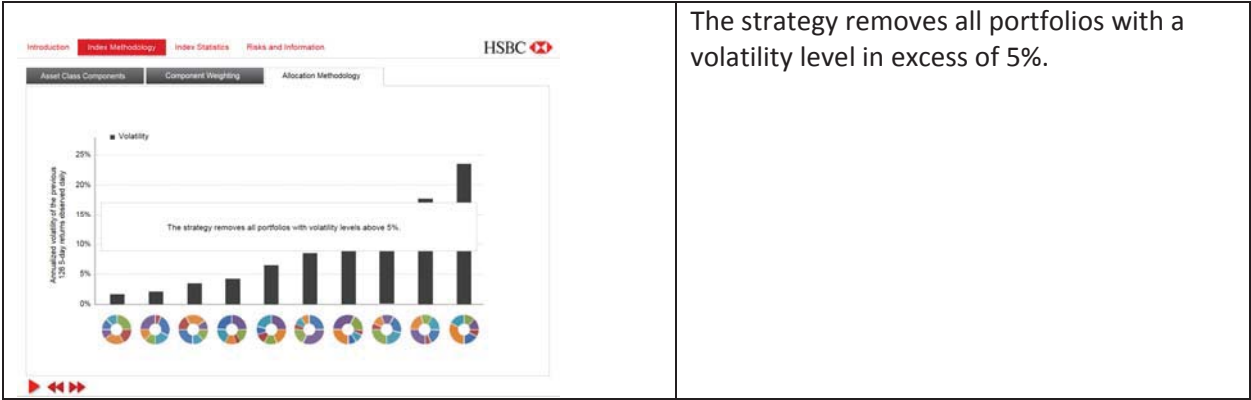 Introduction Index Methodology Index Statistics Risks and Information
HSBC
Asset Class Components Component Weighting Allocation Methodology
Volatility
25%
20%
15%
10%
5%
0%
Annualized volatility of the previous
126 5-day returns observed daily
The strategy removes all portfolios with volatility levels above 5%.
The strategy removes all portfolios with a
volatility level in excess of 5%.